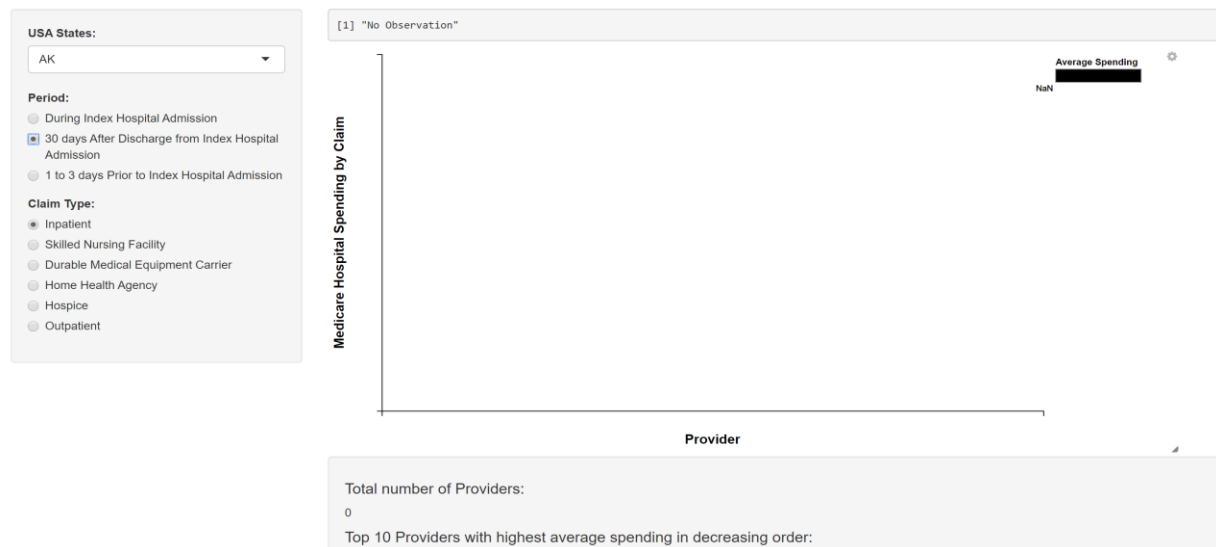 USA States:
AK
Period:
During Index Hospital Admission
30 days After Discharge from Index Hospital
Admission
1 to 3 days Prior to Index Hospital Admission
Claim Type:
Inpatient
Skilled Nursing Facility
Durable Medical Equipment Carrier
Home Health Agency
Hospice
Outpatient
[1] "No Observation"
Average Spending
NaN
Medicare Hospital Spending by Claim
Provider
Total number of Providers:
0
Top 10 Providers with highest average spending in decreasing order: